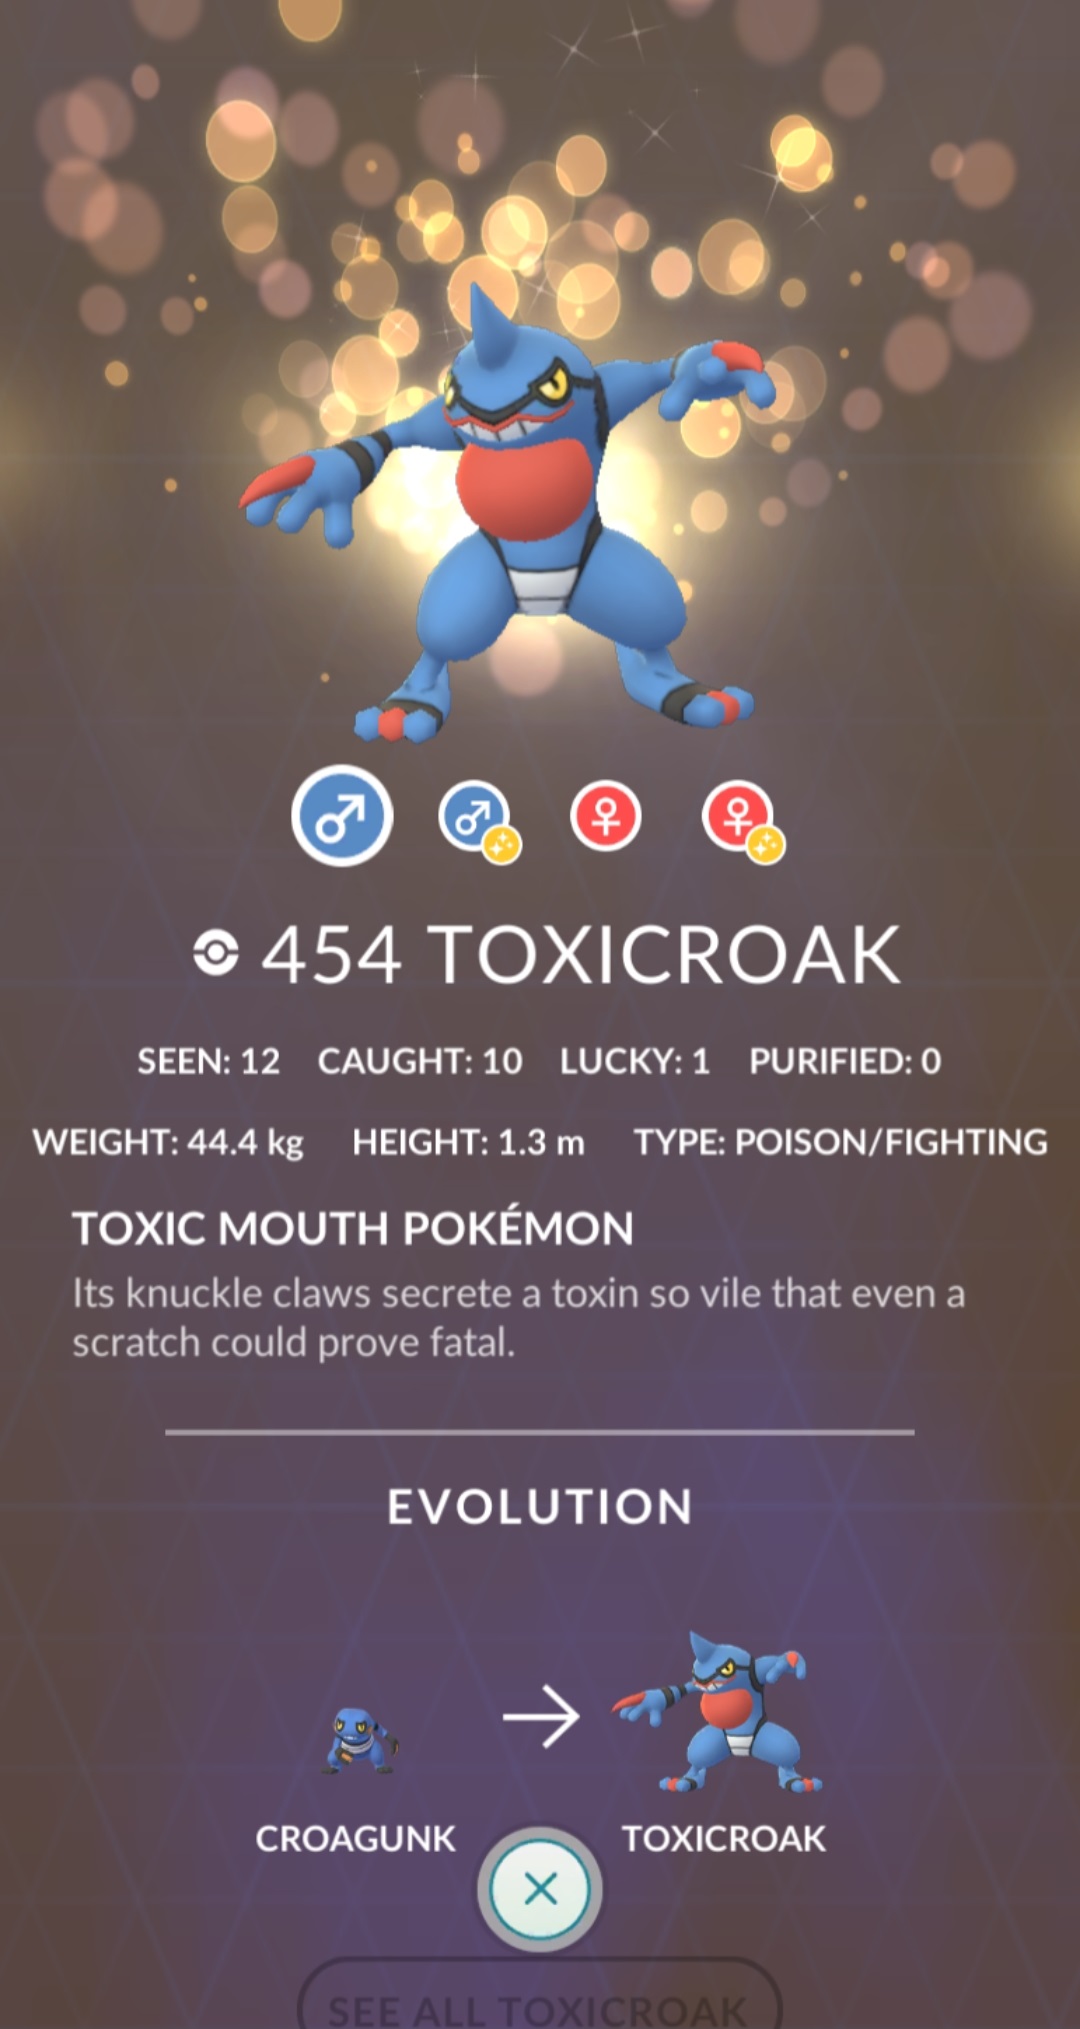 454 TOXICROAK
SEEN: 12 CAUGHT: 10 LUCKY: 1 PURIFIED: 0
WEIGHT: 44.4 kg HEIGHT: 1.3 m TYPE: POISON/FIGHTING
TOXIC MOUTH POKÉMON
Its knuckle claws secrete a toxin so vile that even a
scratch could prove fatal.
EVOLUTION
CROAGUNK TOXICROAK
SEE ALL TOXICROAK